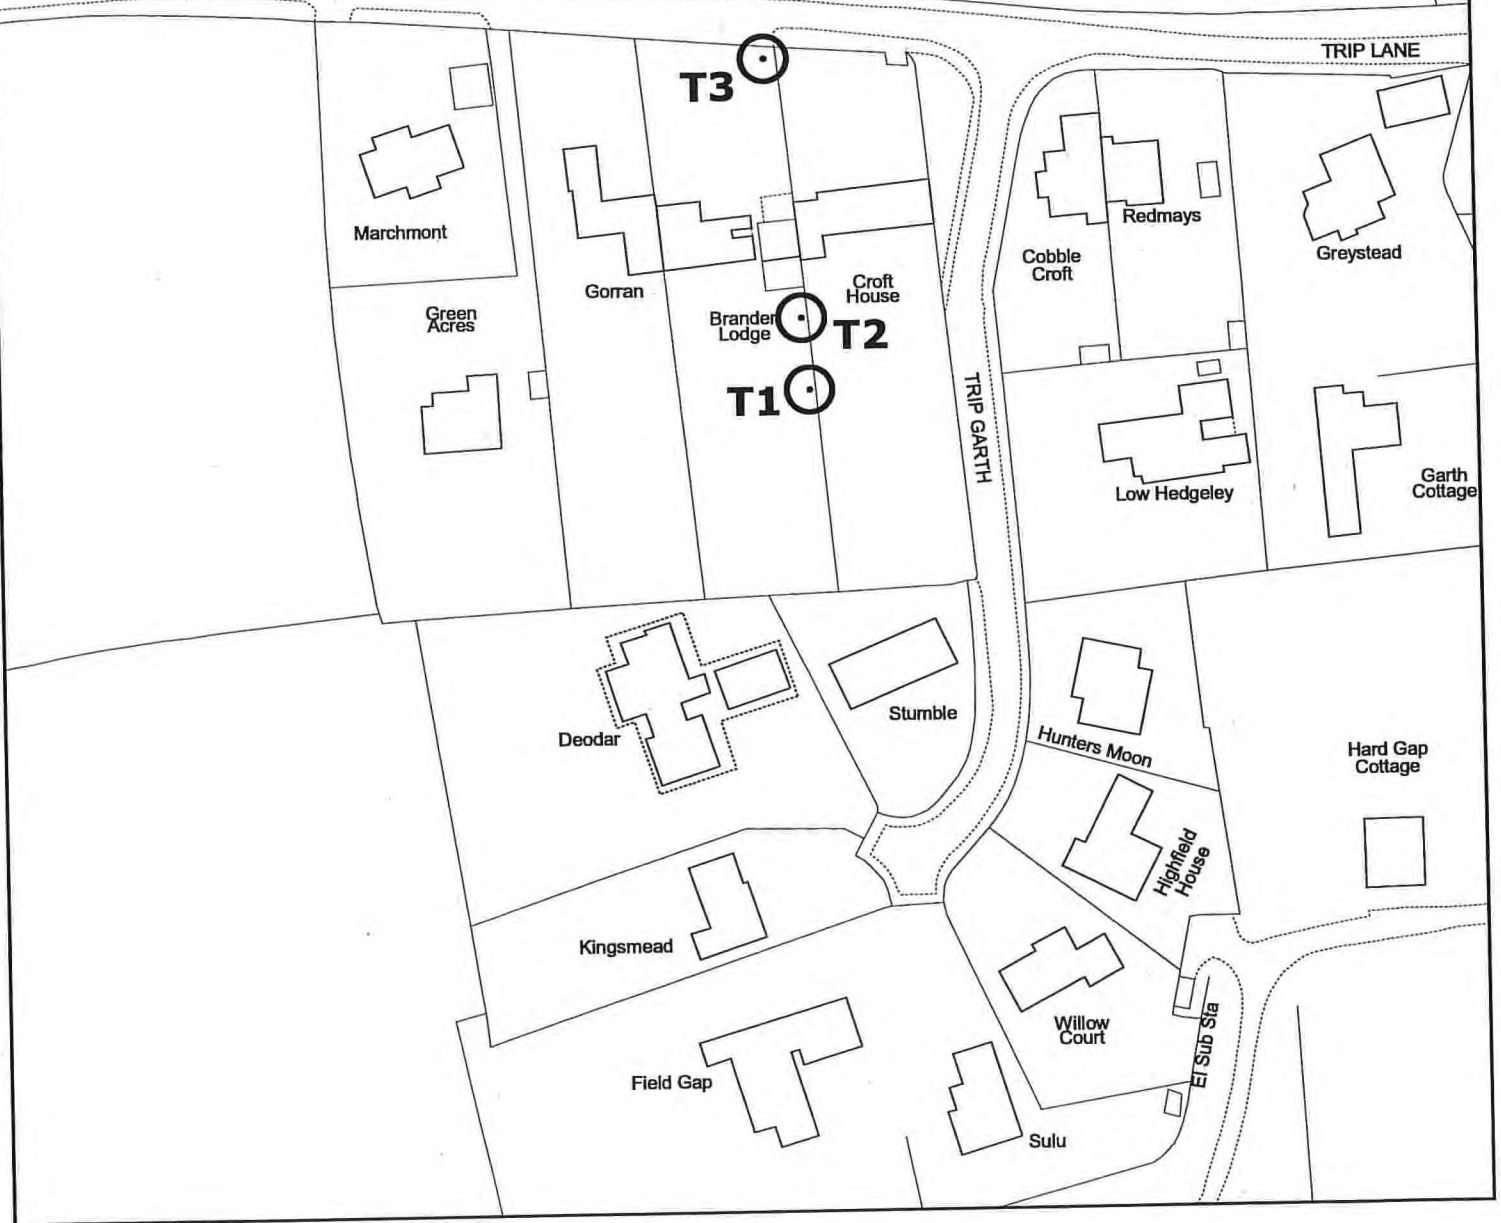 TRIP LANE
T3
Marchmont
Redmays
Cobble
Croft
Greystead
Gorran
Croft
House
Green
Acres
Brander
Lodge
T2
T1
TRIP GARTH
Low Hedgeley
Garth
Cottage
Stumble
Deodar
Hunters Moon
Hard Gap
Cottage
Highfield
House
Kingsmead
Willow
Court
El Sub Sta
Field Gap
Sulu